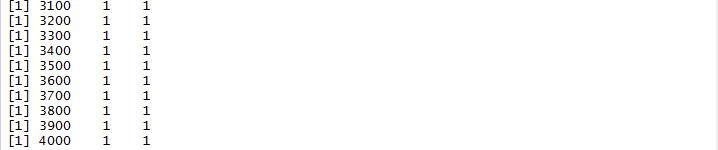 [1] 3100    1    1
[1] 3200    1    1
[1] 3300    1    1
[1] 3400    1    1
[1] 3500    1    1
[1] 3600    1    1
[1] 3700    1    1
[1] 3800    1    1
[1] 3900    1    1
[1] 4000    1    1